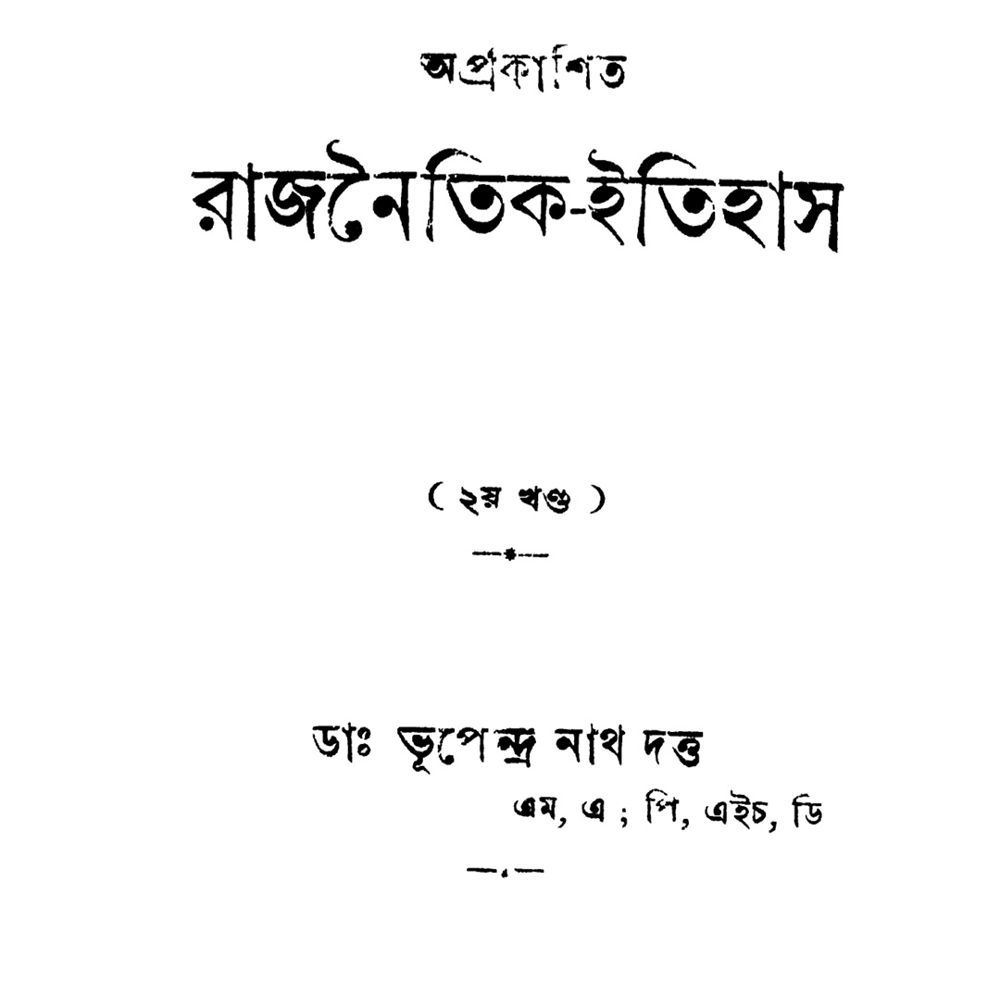 অপ্রকাশিত
রাজনৈতিক-ইতিহাস
( ২য় খণ্ড )
ডাঃ ভূপেন্দ্র নাথ দত্ত
এম, এ ; পি, এইচ, ডি